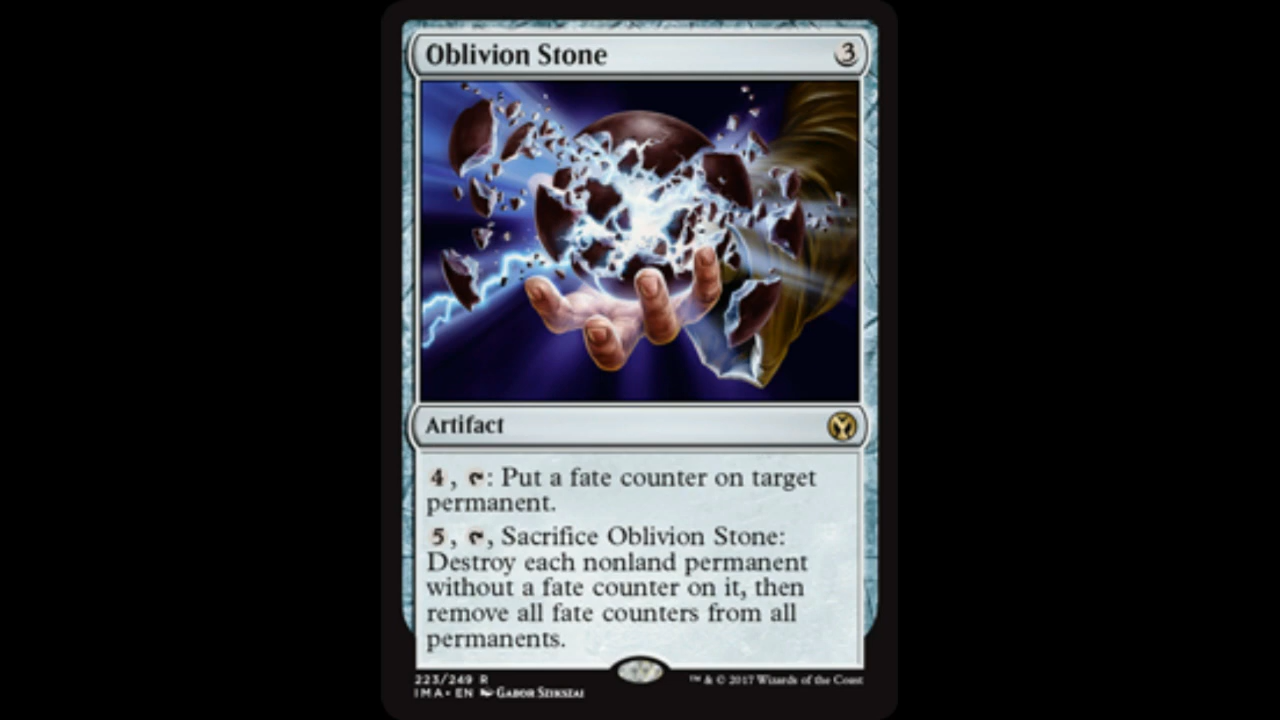 Oblivion Stone 3
Artifact
4, : Put a fate counter on target
permanent.
5, , Sacrifice Oblivion Stone:
Destroy each nonland permanent
without a fate counter on it, then
remove all fate counters from all
permanents.
223/249 R
IMA • EN Gabor Szikszai
™ & © 2017 Wizards of the Coast